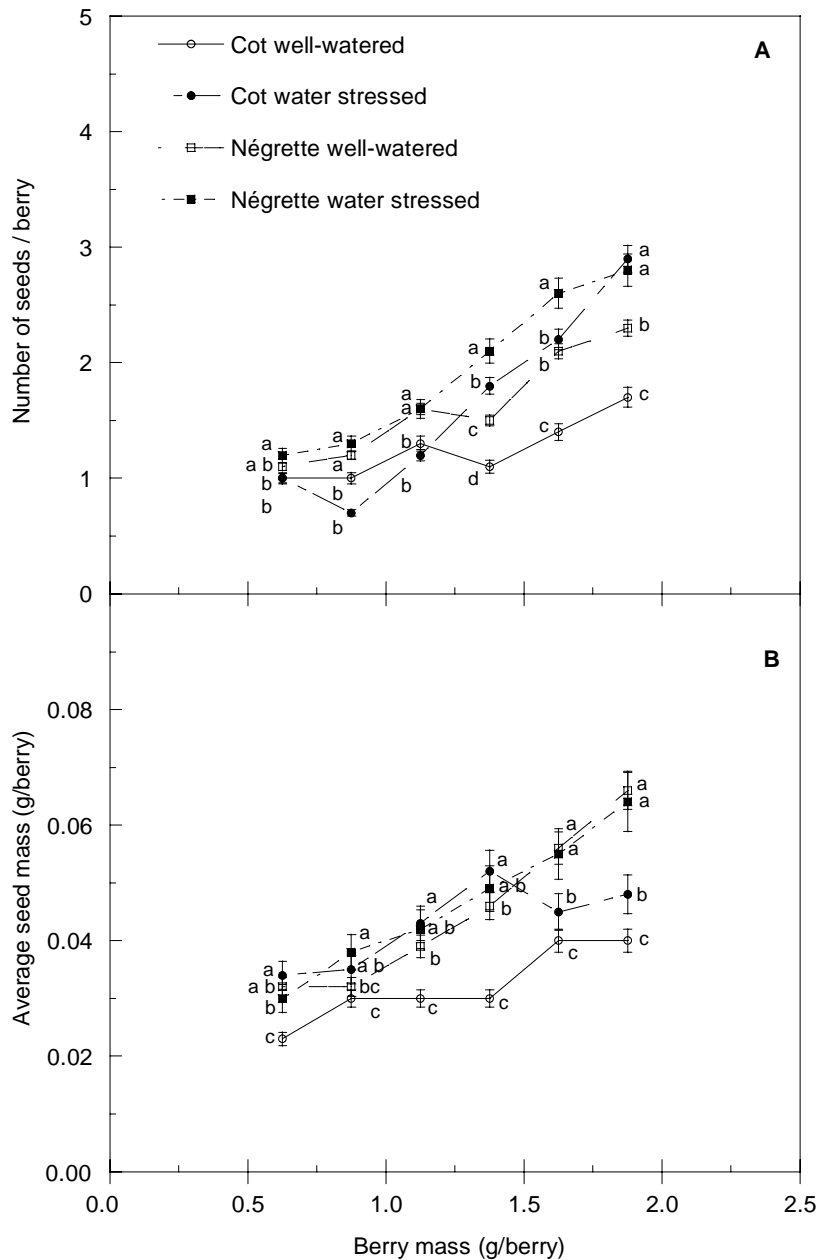 5
4
3
2
1
0
Number of seeds / berry
Cot well-watered
Cot water stressed
Négrette well-watered
Négrette water stressed
A
a
a b
b
b
a
a
b
b
a
a
b
b
a
b
c
d
a
b
b
c
a
a
b
c
B
0.08
0.06
0.04
0.02
0.00
Average seed mass (g/berry)
a
a b
b
c
a
a b
bc
c
a
a b
b
c
a
a b
b
c
a
a
b
c
a
a
b
c
0.0 0.5 1.0 1.5 2.0 2.5
Berry mass (g/berry)